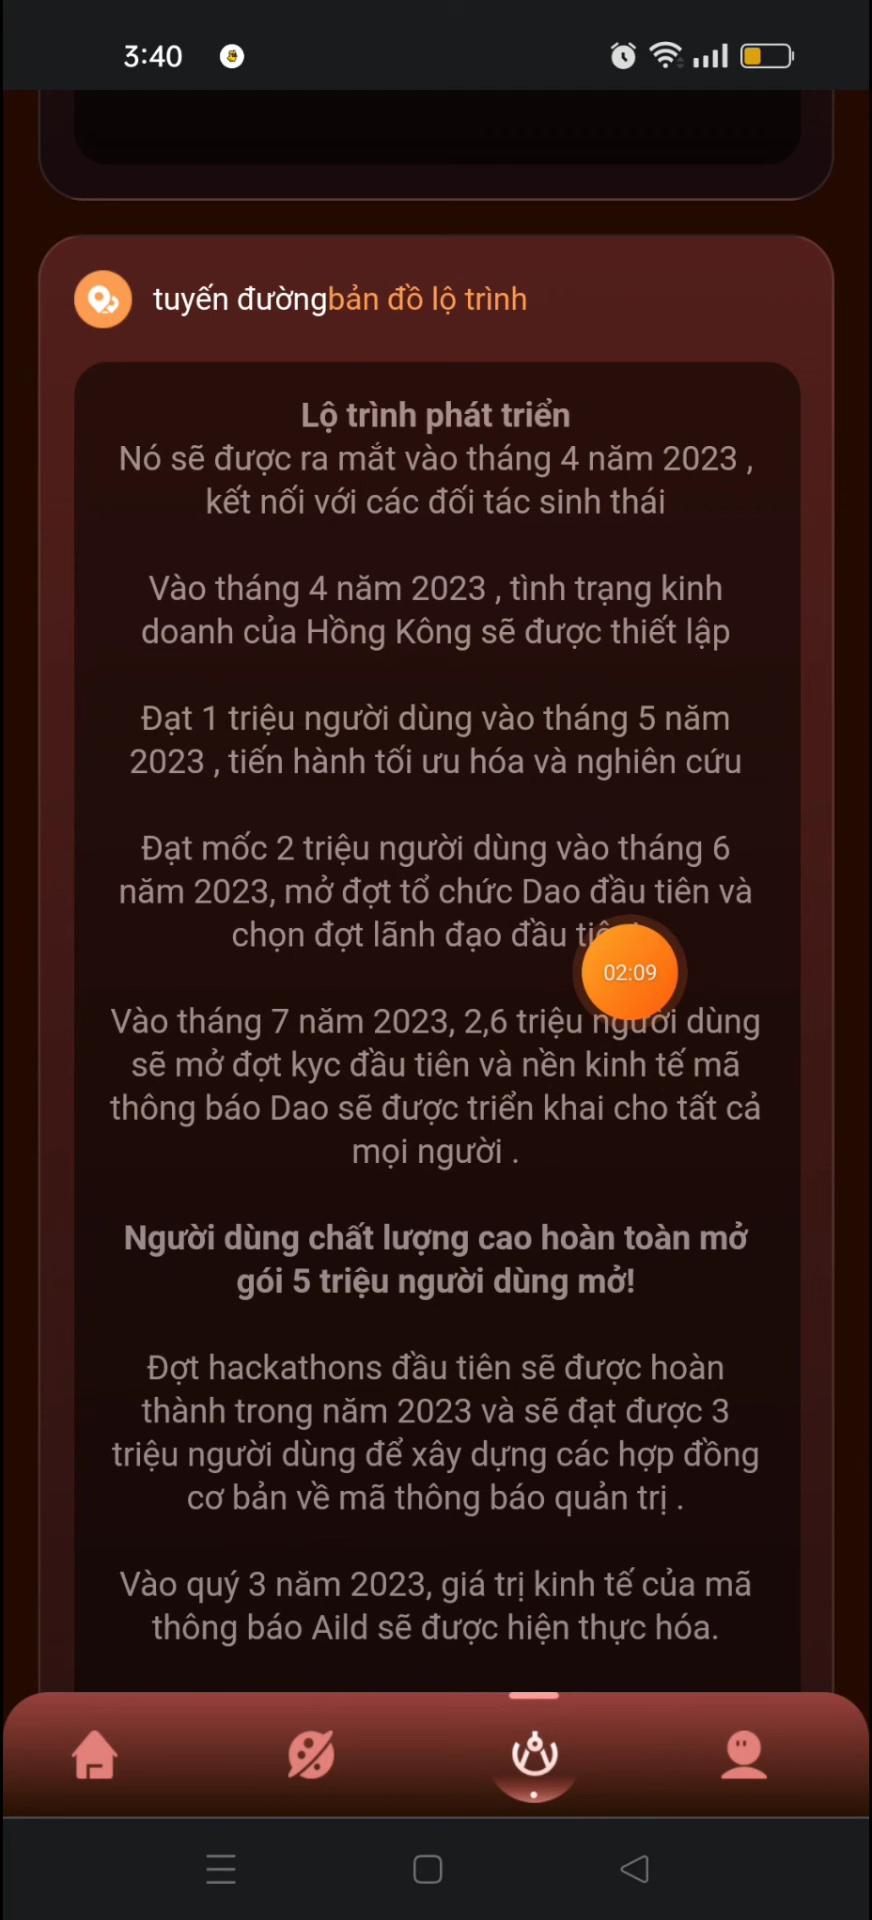 3:40
tuyến đườngbản đồ lộ trình
Lộ trình phát triển
Nó sẽ được ra mắt vào tháng 4 năm 2023 ,
kết nối với các đối tác sinh thái
Vào tháng 4 năm 2023 , tình trạng kinh
doanh của Hồng Kông sẽ được thiết lập
Đạt 1 triệu người dùng vào tháng 5 năm
2023 , tiến hành tối ưu hóa và nghiên cứu
Đạt mốc 2 triệu người dùng vào tháng 6
năm 2023, mở đợt tổ chức Dao đầu tiên và
chọn đợt lãnh đạo đầu
02:09
Vào tháng 7 năm 2023, 2,6 triệu người dùng
sẽ mở đợt kyc đầu tiên và nền kinh tế mã
thông báo Dao sẽ được triển khai cho tất cả
mọi người .
Người dùng chất lượng cao hoàn toàn mở
gói 5 triệu người dùng mở!
Đợt hackathons đầu tiên sẽ được hoàn
thành trong năm 2023 và sẽ đạt được 3
triệu người dùng để xây dựng các hợp đồng
cơ bản về mã thông báo quản trị .
Vào quý 3 năm 2023, giá trị kinh tế của mã
thông báo Aild sẽ được hiện thực hóa.